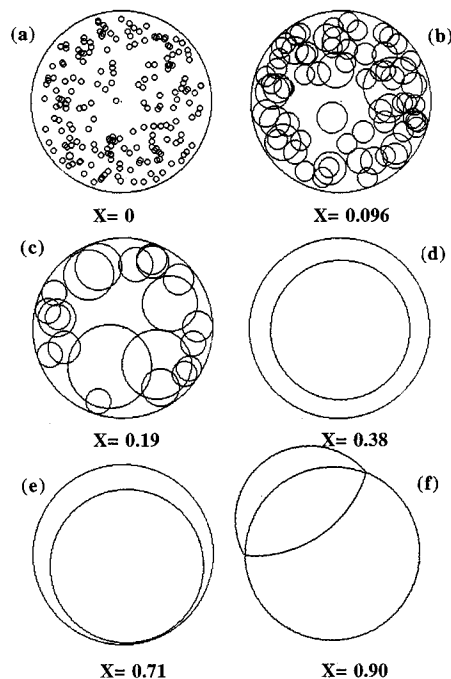 (a)
(b)
X= 0
X= 0.096
(c)
(d)
X= 0.19
X= 0.38
(e)
(f)
X= 0.71
X= 0.90